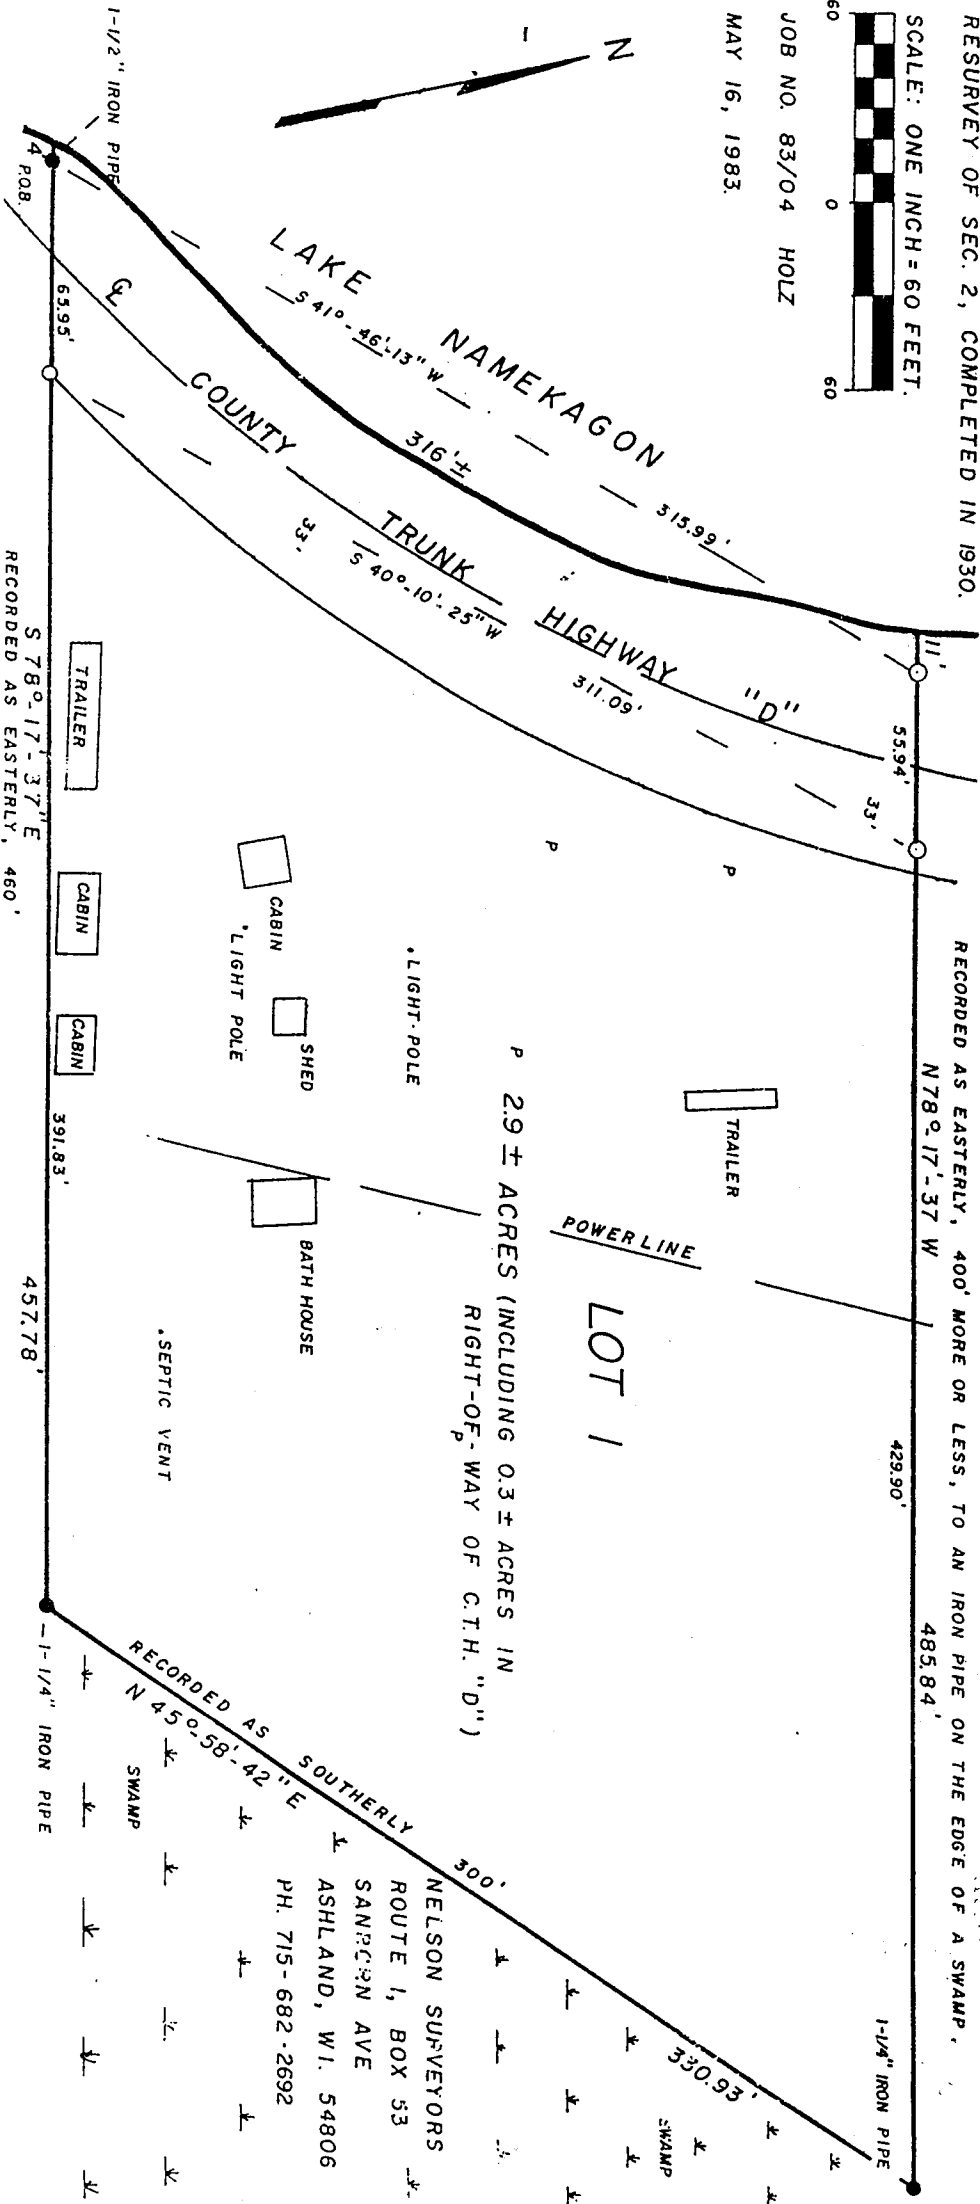 RESURVEY OF SEC. 2, COMPLETED IN 1930.
SCALE: ONE INCH = 60 FEET.
60 0 60
JOB NO. 83/04 HOLZ
MAY 16, 1983.
N
1-1/2" IRON PIPE
4
P.O.B.
LAKE NAMEKAGON
S 41°-46'-13" W
315.99'
316'±
℄
COUNTY TRUNK HIGHWAY "D"
S 40°-10'-25" W
311.09'
33'
33'
11'
55.94'
65.95'
RECORDED AS EASTERLY, 400' MORE OR LESS, TO AN IRON PIPE ON THE EDGE OF A SWAMP.
N 78°-17'-37 W
429.90'
485.84'
1-1/4" IRON PIPE
P
P
TRAILER
POWERLINE
LOT 1
P
2.9 ± ACRES (INCLUDING 0.3 ± ACRES IN
RIGHT-OF-WAY OF C.T.H. "D")
P
LIGHT-POLE
CABIN
LIGHT POLE
SHED
BATH HOUSE
SEPTIC VENT
TRAILER
CABIN
CABIN
391.83'
457.78'
S 78°-17'-37" E
RECORDED AS EASTERLY, 460'
1-1/4" IRON PIPE
RECORDED AS SOUTHERLY 300'
N 45°-58'-42" E
330.93'
SWAMP
SWAMP
NELSON SURVEYORS
ROUTE 1, BOX 53
AVE
ASHLAND, WI. 54806
PH. 715-682-2692